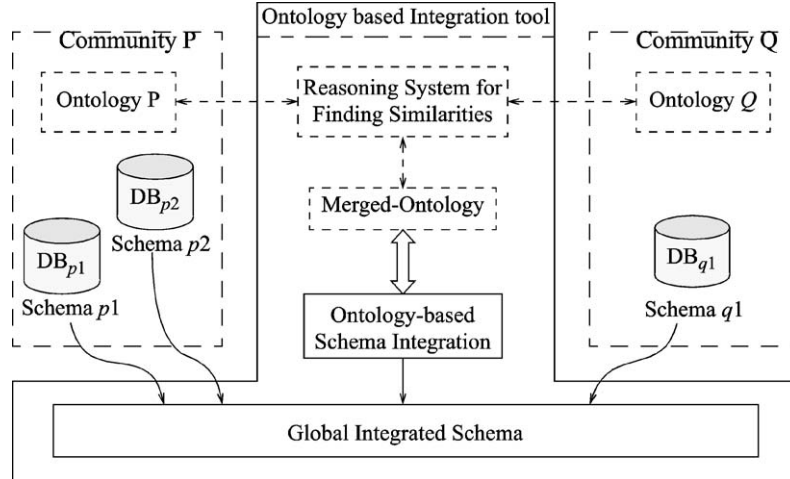 Ontology based Integration tool
Community P
Ontology P
DBp2
Schema p2
DBp1
Schema p1
Reasoning System for
Finding Similarities
Merged-Ontology
Ontology-based
Schema Integration
Community Q
Ontology Q
DBq1
Schema q1
Global Integrated Schema